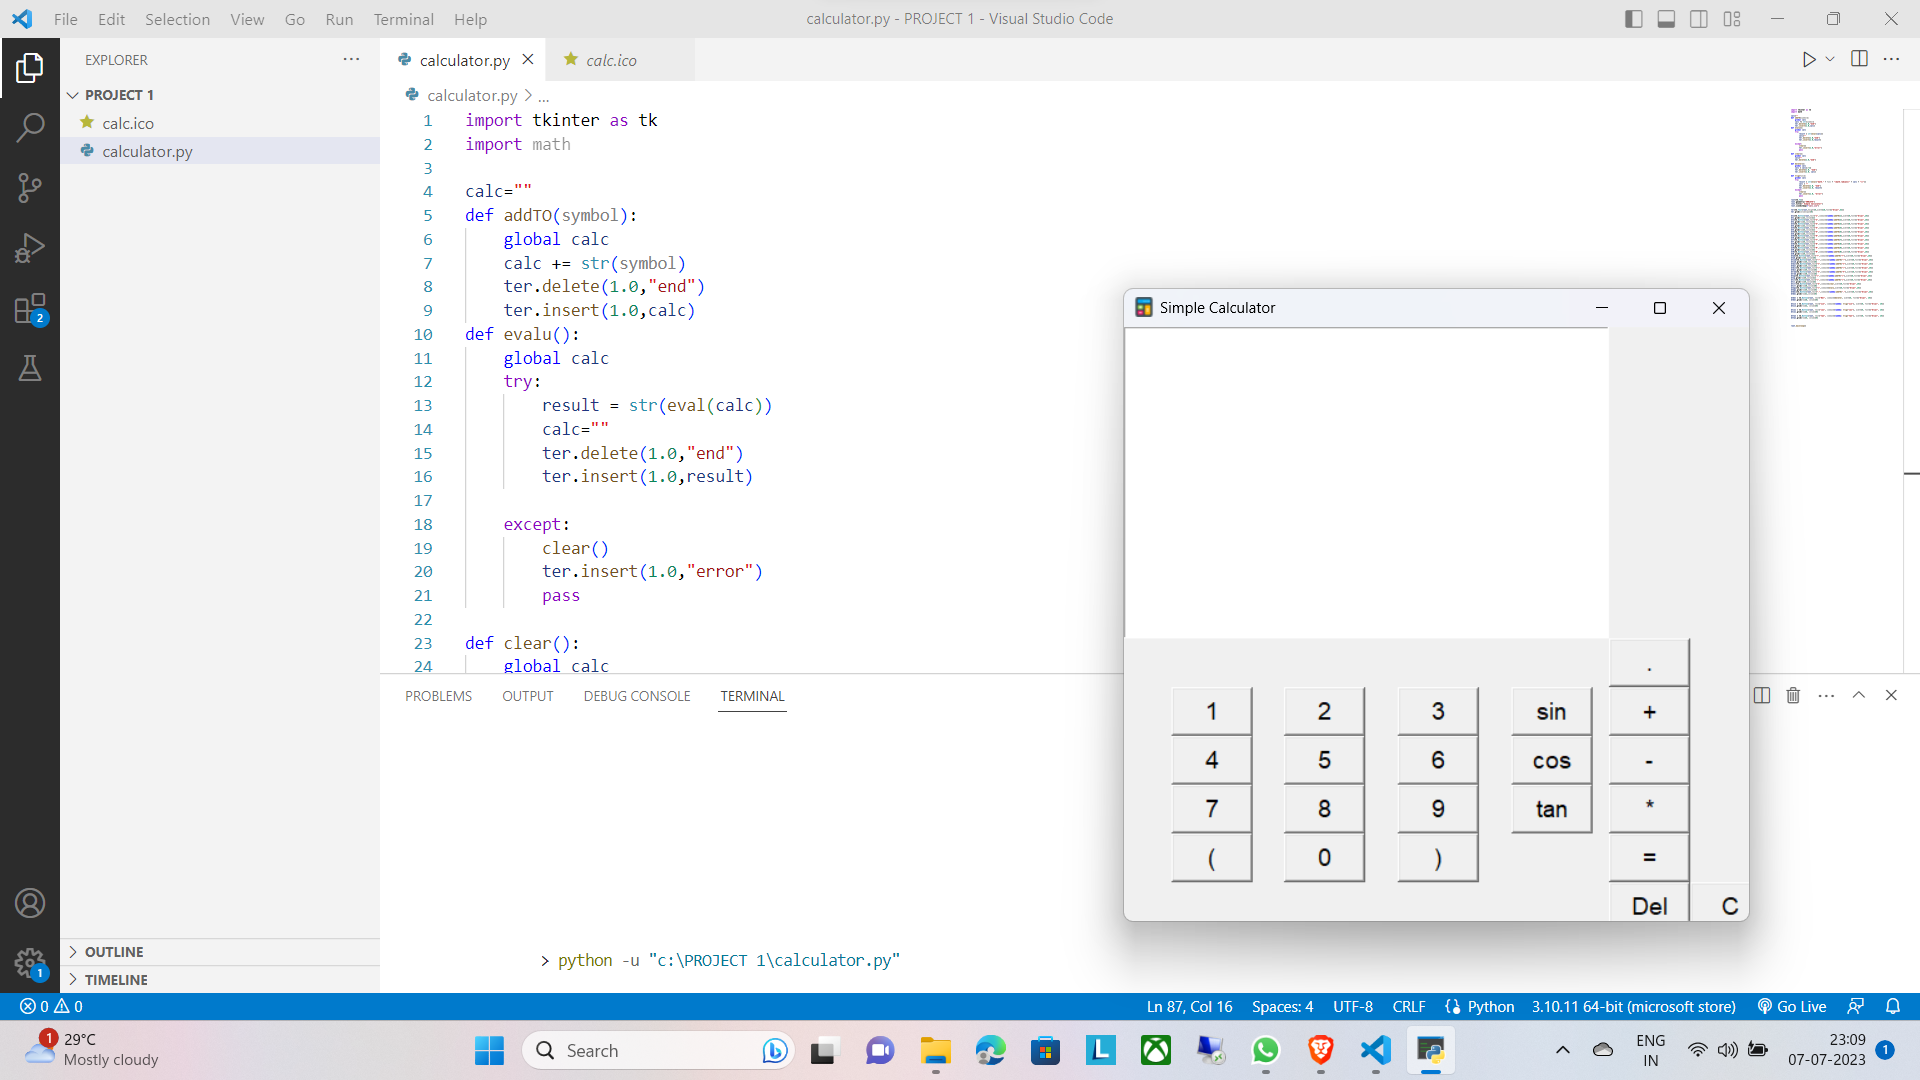 File Edit Selection View Go Run Terminal Help
calculator.py - PROJECT 1 - Visual Studio Code
EXPLORER
PROJECT 1
calc.ico
calculator.py
OUTLINE
TIMELINE
calculator.py
calc.ico
calculator.py > ...
1 import tkinter as tk
2 import math
3
4 calc=""
5 def addTO(symbol):
6 global calc
7 calc += str(symbol)
8 ter.delete(1.0,"end")
9 ter.insert(1.0,calc)
10 def evalu():
11 global calc
12 try:
13 result = str(eval(calc))
14 calc=""
15 ter.delete(1.0,"end")
16 ter.insert(1.0,result)
17
18 except:
19 clear()
20 ter.insert(1.0,"error")
21 pass
22
23 def clear():
24 global calc
PROBLEMS OUTPUT DEBUG CONSOLE TERMINAL
> python -u "c:\PROJECT 1\calculator.py"
Simple Calculator
.
1 2 3 sin +
4 5 6 cos -
7 8 9 tan *
( 0 ) =
Del C
2
1
0 0
Ln 87, Col 16 Spaces: 4 UTF-8 CRLF Python 3.10.11 64-bit (microsoft store) Go Live
1
29°C
Mostly cloudy
Search
L
ENG
IN
23:09
07-07-2023
1